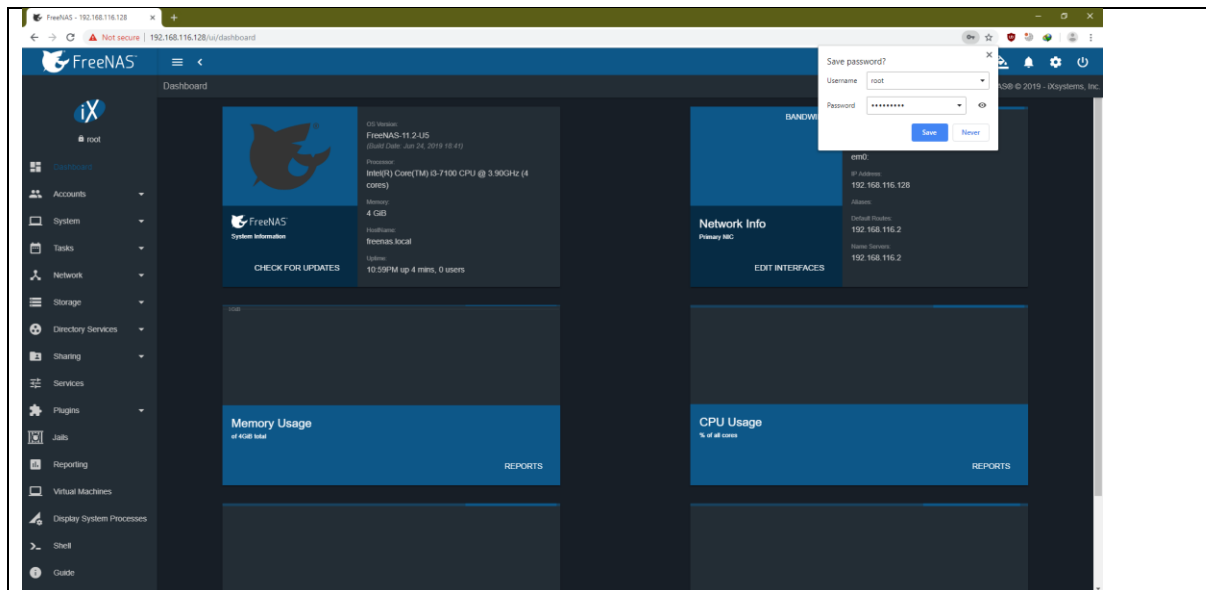 FreeNAS - 192.168.116.128
Not secure | 192.168.116.128/ui/dashboard
FreeNAS
Dashboard
AS® © 2019 - iXsystems, Inc.
Save password?
Username root
Password •••••••••
Save Never
iX
root
Dashboard
Accounts
System
Tasks
Network
Storage
Directory Services
Sharing
Services
Plugins
Jails
Reporting
Virtual Machines
Display System Processes
Shell
Guide
OS Version:
FreeNAS-11.2-U5
(Build Date: Jun 24, 2019 18:41)
Processor:
Intel(R) Core(TM) i3-7100 CPU @ 3.90GHz (4
cores)
Memory:
4 GiB
HostName:
freenas.local
Uptime:
10:59PM up 4 mins, 0 users
FreeNAS
System Information
CHECK FOR UPDATES
BANDWI
em0:
IP Address:
192.168.116.128
Aliases:
Default Routes:
192.168.116.2
Name Servers:
192.168.116.2
Network Info
Primary NIC
EDIT INTERFACES
Memory Usage
of 4GiB total
REPORTS
CPU Usage
% of all cores
REPORTS